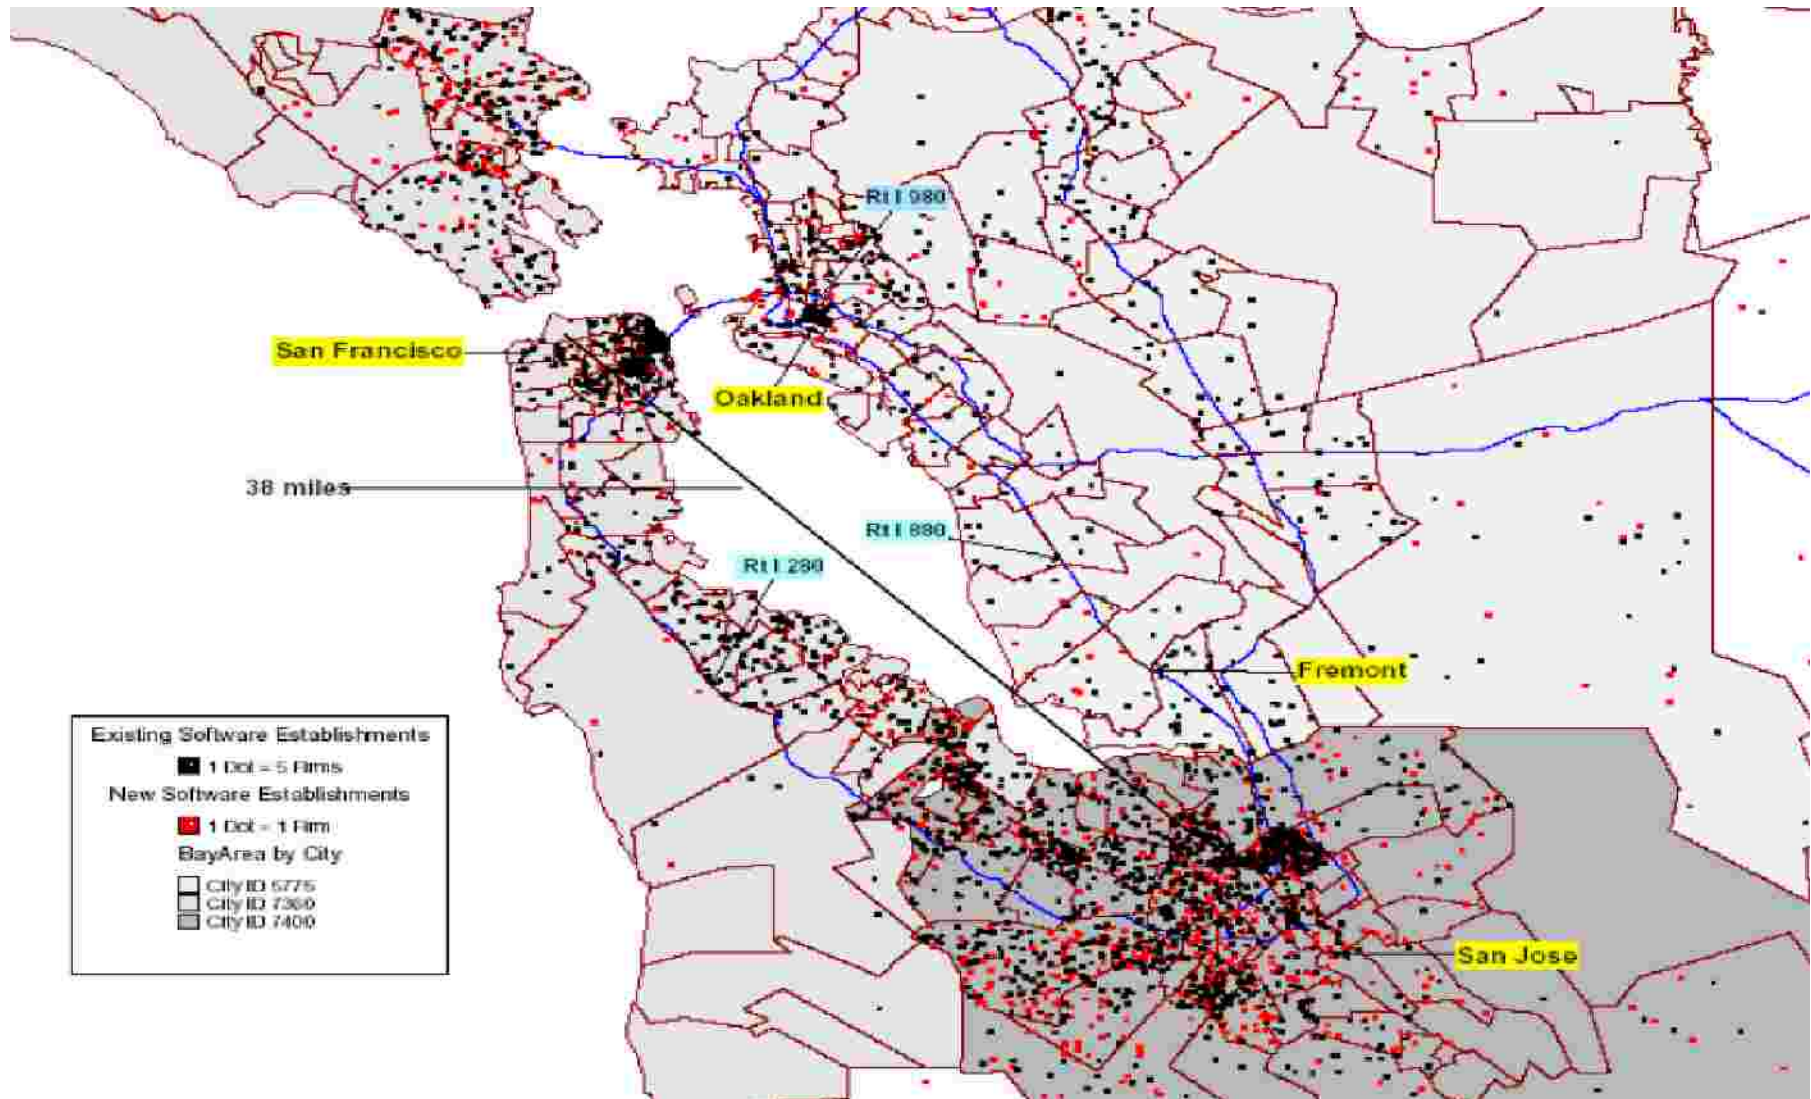 Rt I 980
San Francisco
Oakland
38 miles
Rt I 880
Rt I 280
Fremont
Existing Software Establishments
1 Dot = 5 Firms
New Software Establishments
1 Dot = 1 Firm
BayArea by City
City ID 5775
City ID 7360
City ID 7400
San Jose